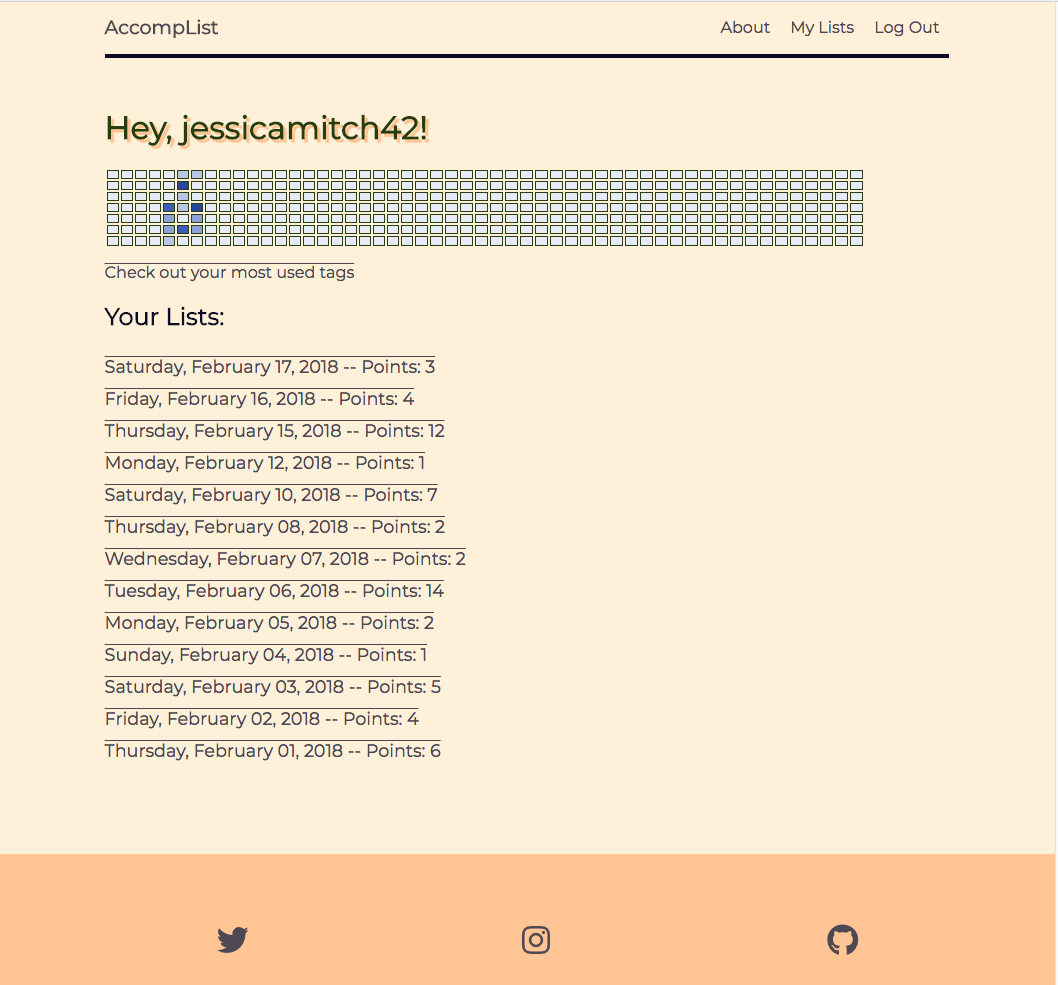 AccompList
About My Lists Log Out
Hey, jessicamitch42!
Check out your most used tags
Your Lists:
Saturday, February 17, 2018 -- Points: 3
Friday, February 16, 2018 -- Points: 4
Thursday, February 15, 2018 -- Points: 12
Monday, February 12, 2018 -- Points: 1
Saturday, February 10, 2018 -- Points: 7
Thursday, February 08, 2018 -- Points: 2
Wednesday, February 07, 2018 -- Points: 2
Tuesday, February 06, 2018 -- Points: 14
Monday, February 05, 2018 -- Points: 2
Sunday, February 04, 2018 -- Points: 1
Saturday, February 03, 2018 -- Points: 5
Friday, February 02, 2018 -- Points: 4
Thursday, February 01, 2018 -- Points: 6